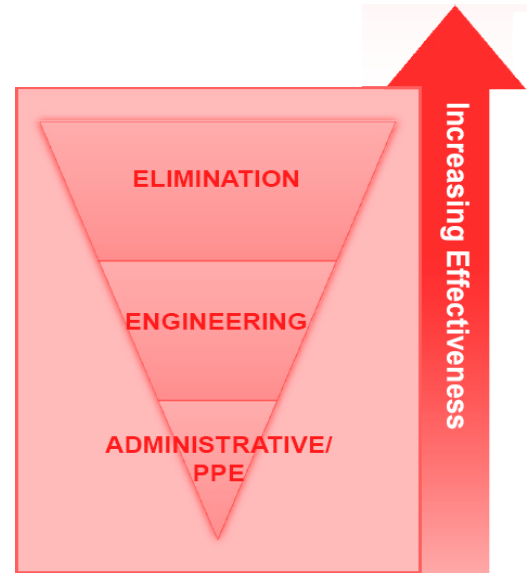 ELIMINATION
ENGINEERING
ADMINISTRATIVE/
PPE
Increasing Effectiveness